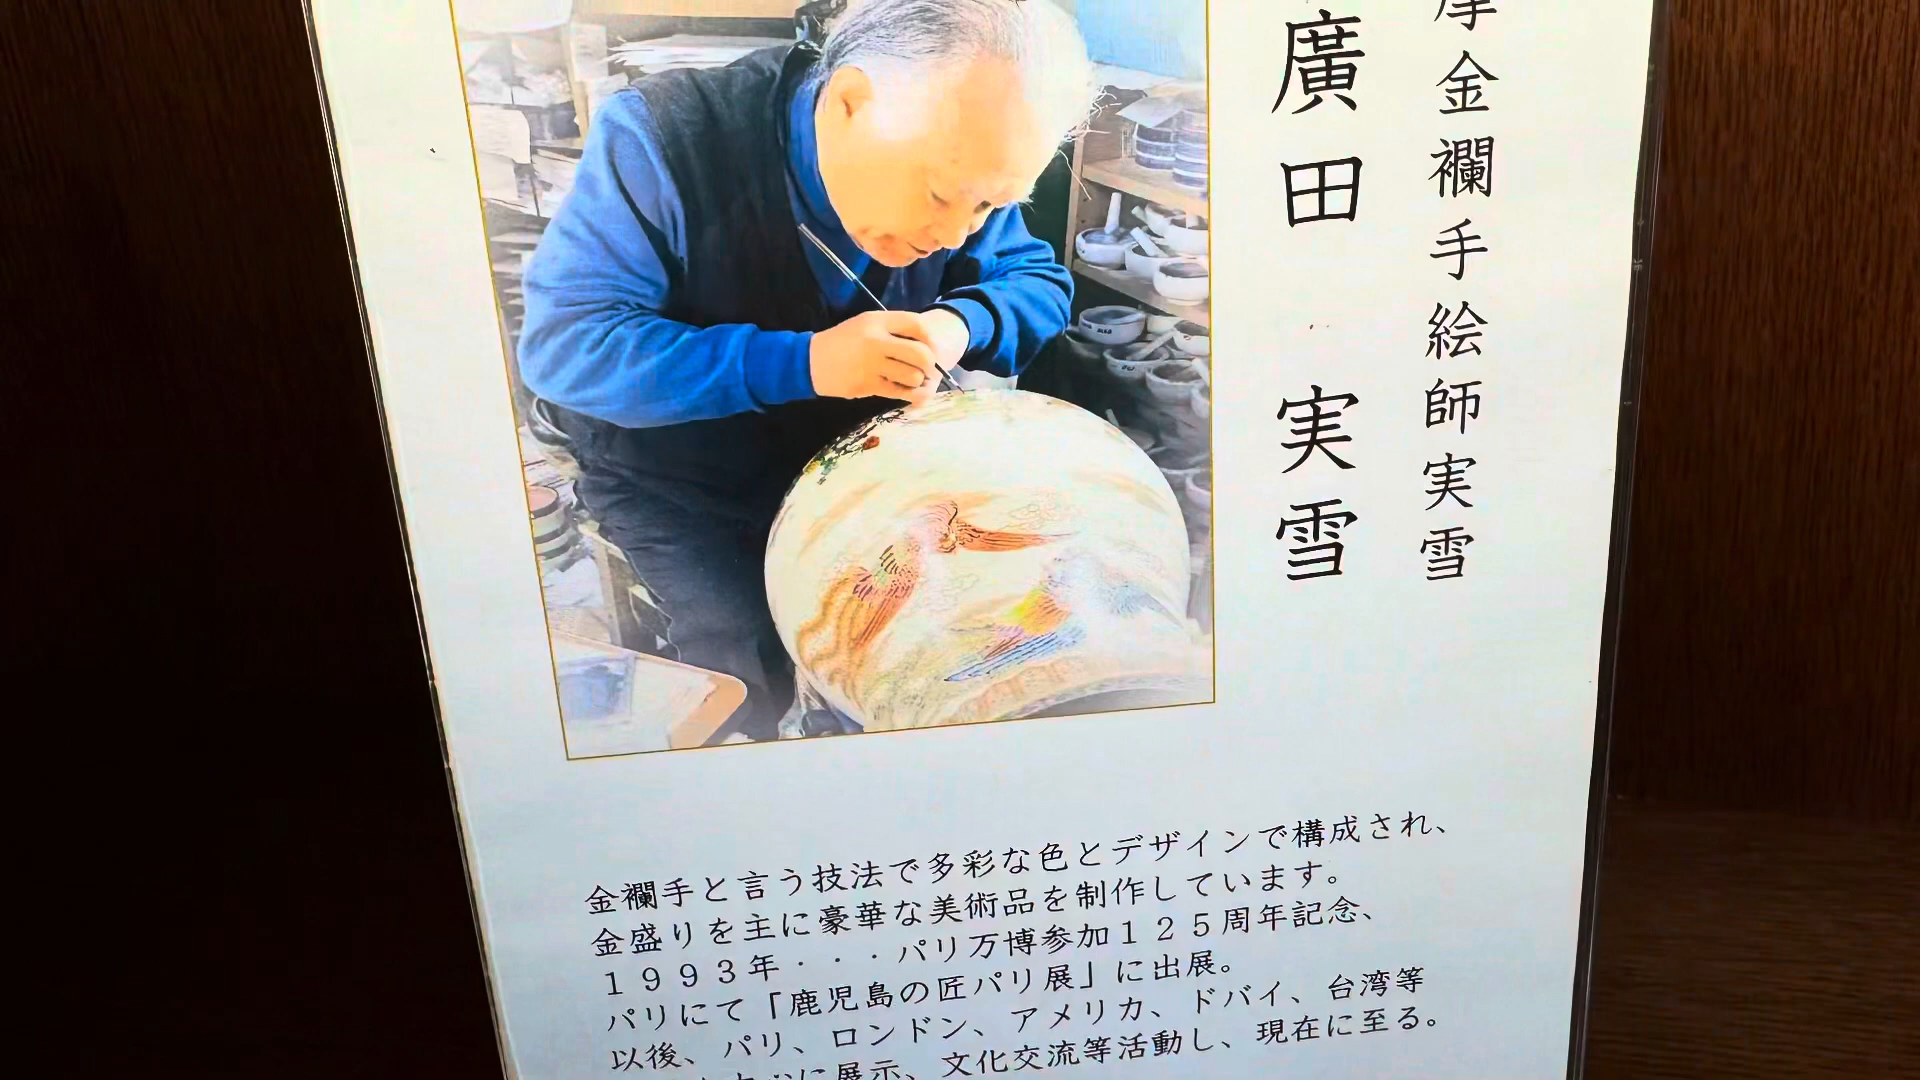 摩金襴手絵師実雪
廣田 実雪
金襴手と言う技法で多彩な色とデザインで構成され、
金盛りを主に豪華な美術品を制作しています。
1993年・・・パリ万博参加125周年記念、
パリにて「鹿児島の匠パリ展」に出展。
以後、パリ、ロンドン、アメリカ、ドバイ、台湾等
に展示、文化交流等活動し、現在に至る。